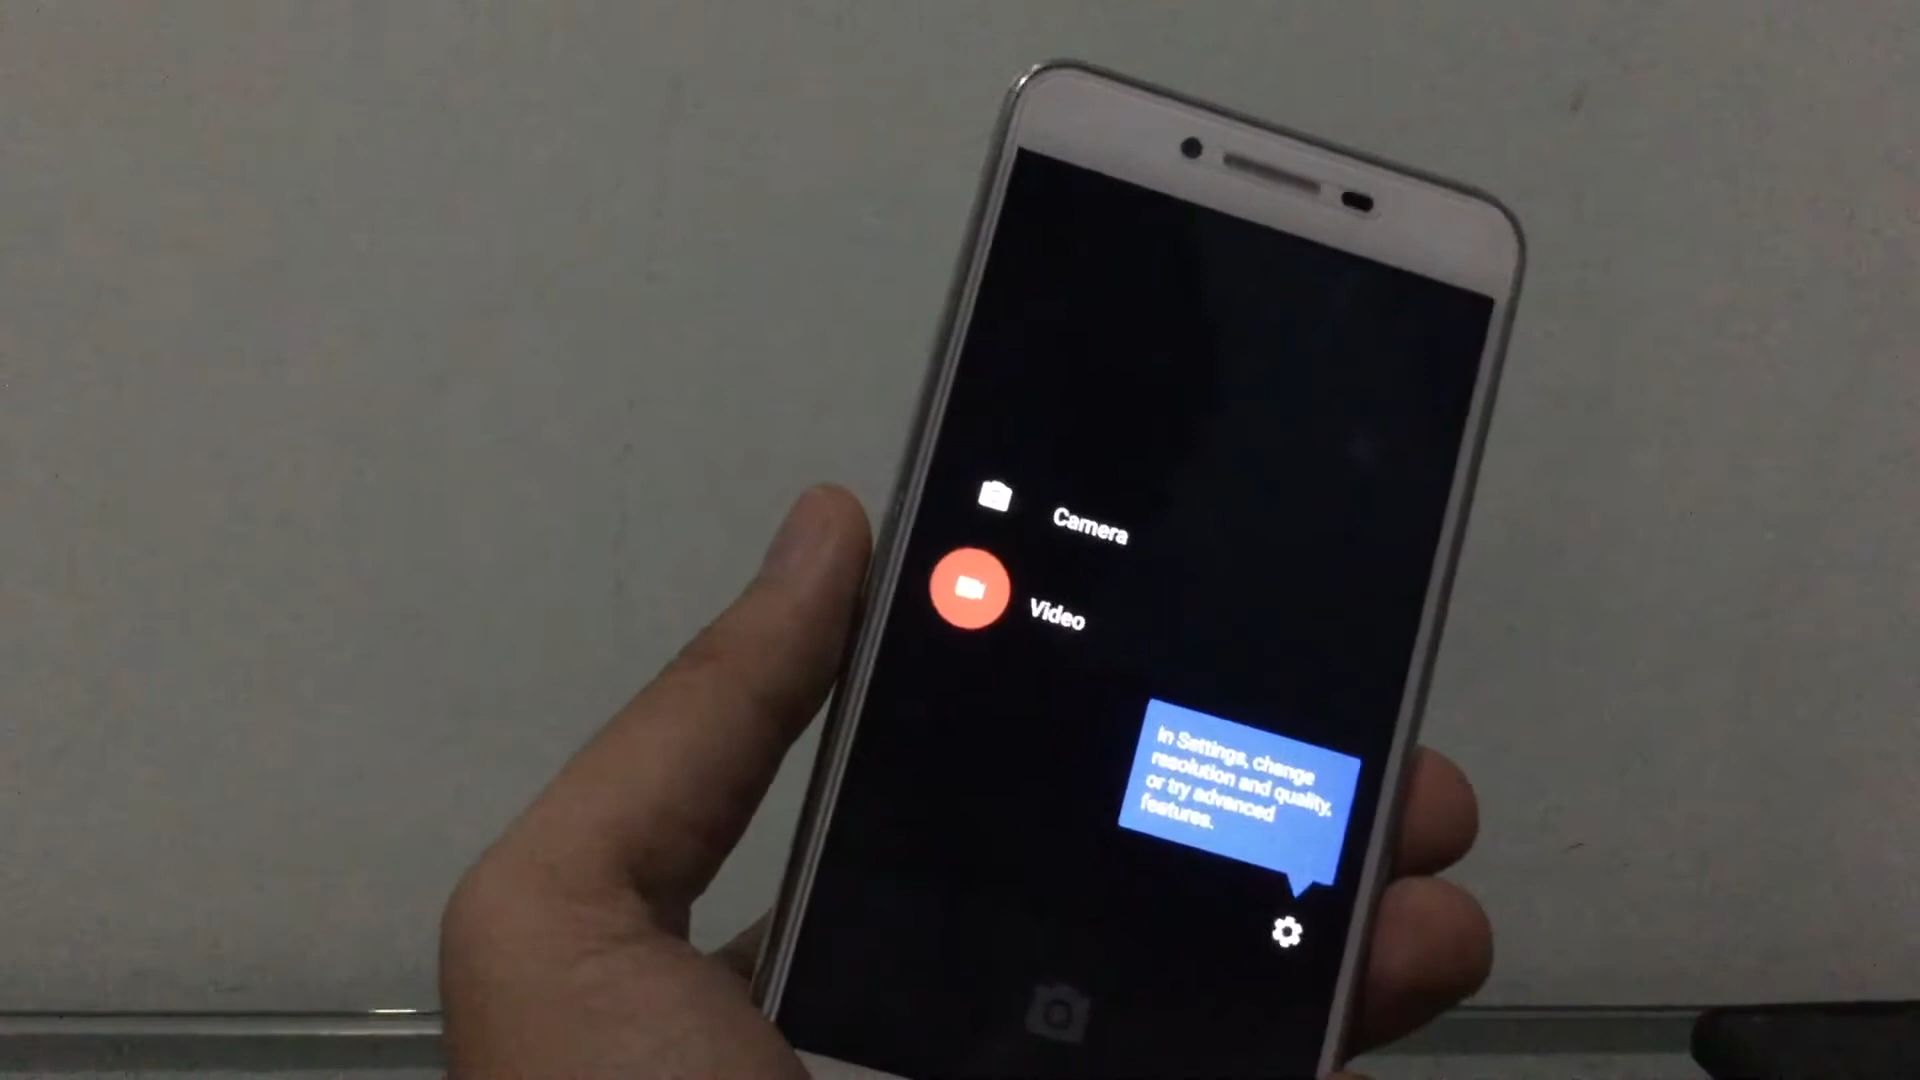 Camera
Video
In Settings, change
resolution and quality,
or try advanced
features.